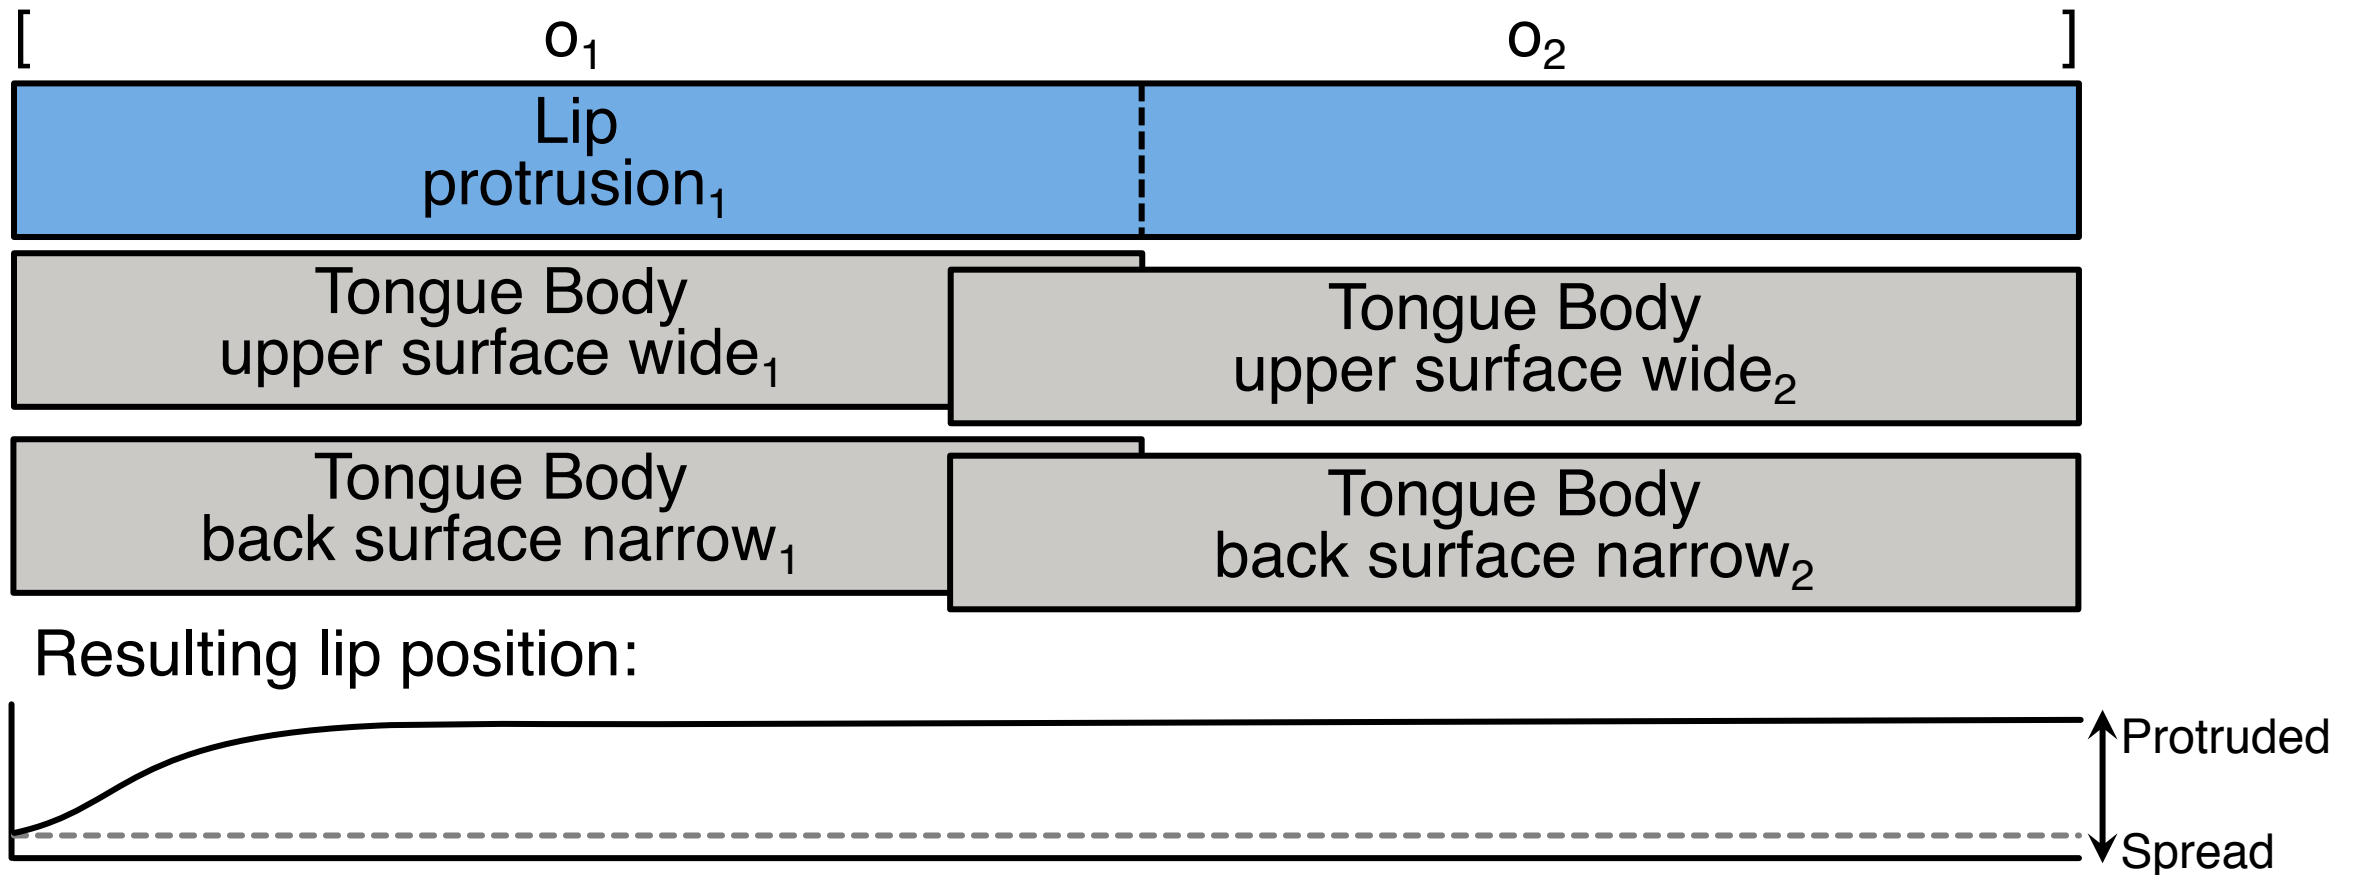 [ o₁ o₂ ]
Lip
protrusion₁
Tongue Body
upper surface wide₁
Tongue Body
upper surface wide₂
Tongue Body
back surface narrow₁
Tongue Body
back surface narrow₂
Resulting lip position:
Protruded
Spread